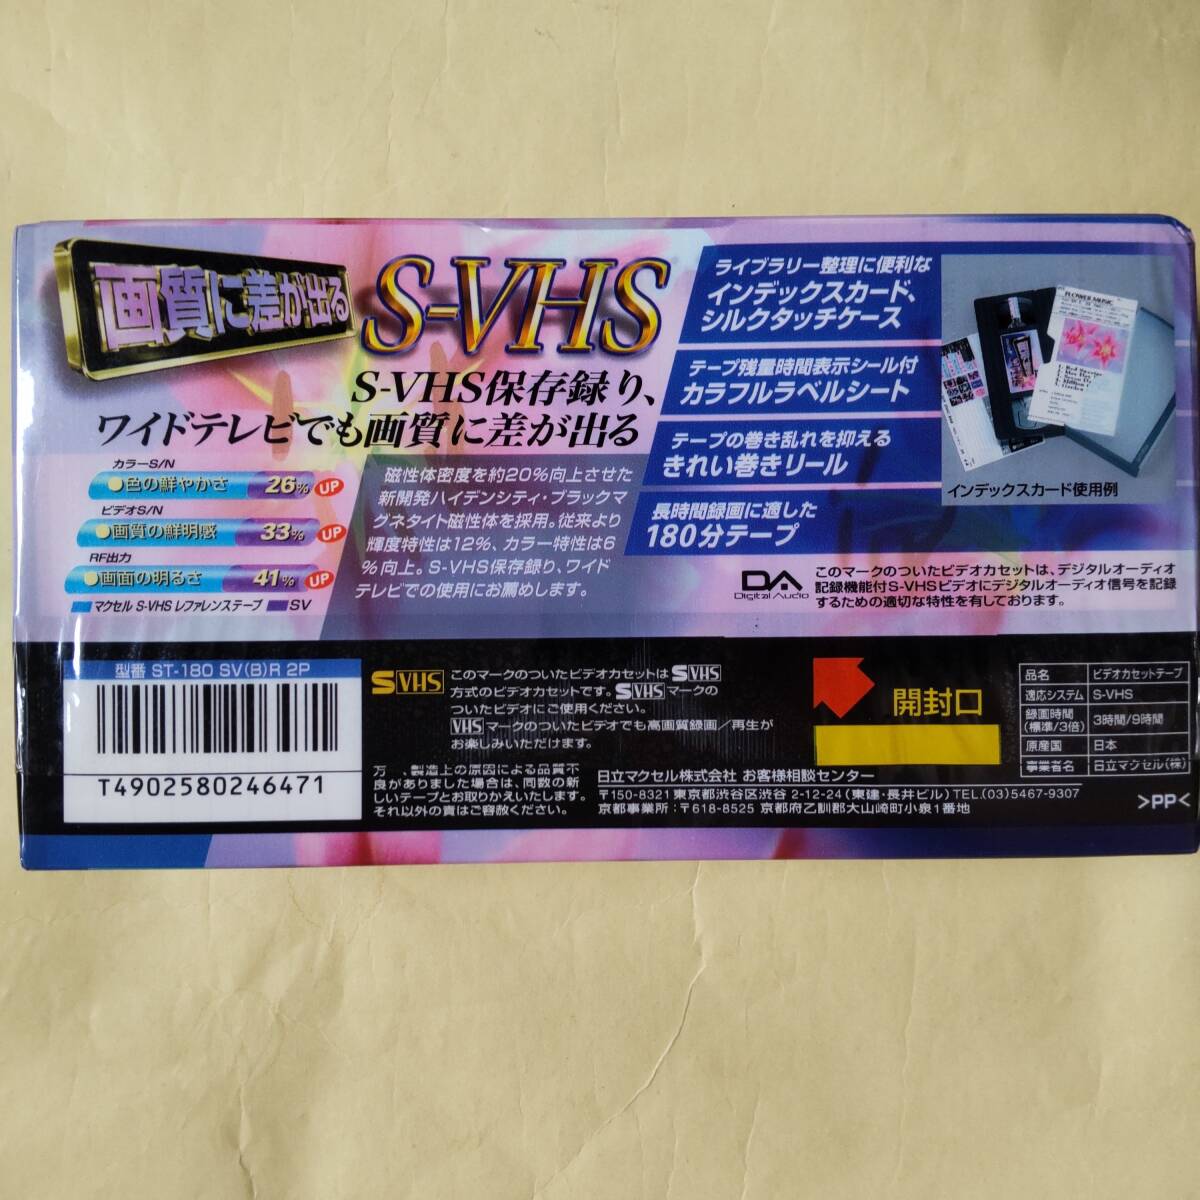 画質に差が出る
S-VHS
S-VHS保存録り、
ワイドテレビでも画質に差が出る
カラーS/N
●色の鮮やかさ 26% UP
ビデオS/N
●画質の鮮明感 33% UP
RF出力
●画面の明るさ 41% UP
マクセル S-VHS レファレンステープ SV
磁性体密度を約20%向上させた
新開発ハイデンシティ・ブラックマ
グネタイト磁性体を採用。従来より
輝度特性は12%、カラー特性は6
%向上。S-VHS保存録り、ワイド
テレビでの使用にお薦めします。
ライブラリー整理に便利な
インデックスカード、
シルクタッチケース
テープ残量時間表示シール付
カラフルラベルシート
テープの巻き乱れを抑える
きれい巻きリール
長時間録画に適した
180分テープ
FLOWER MUSIC
インデックスカード使用例
DA
Digital Audio
このマークのついたビデオカセットは、デジタルオーディオ
記録機能付S-VHSビデオにデジタルオーディオ信号を記録
するための適切な特性を有しております。
型番 ST-180 SV(B)R 2P
T4902580246471
SVHS
このマークのついたビデオカセットは SVHS
方式のビデオカセットです。SVHS マークの
ついたビデオにご使用ください。
VHS マークのついたビデオでも高画質録画/再生が
お楽しみいただけます。
万一、製造上の原因による品質不
良がありました場合は、同数の新
しいテープとお取りかえいたします。
それ以外の責はご容赦ください。
日立マクセル株式会社 お客様相談センター
〒150-8321 東京都渋谷区渋谷 2-12-24 (東建・長井ビル) TEL.(03)5467-9307
京都事業所:〒618-8525 京都府乙訓郡大山崎町小泉1番地
開封口
品名 ビデオカセットテープ
適応システム S-VHS
録画時間
(標準/3倍) 3時間/9時間
原産国 日本
事業者名 日立マクセル(株)
>PP<